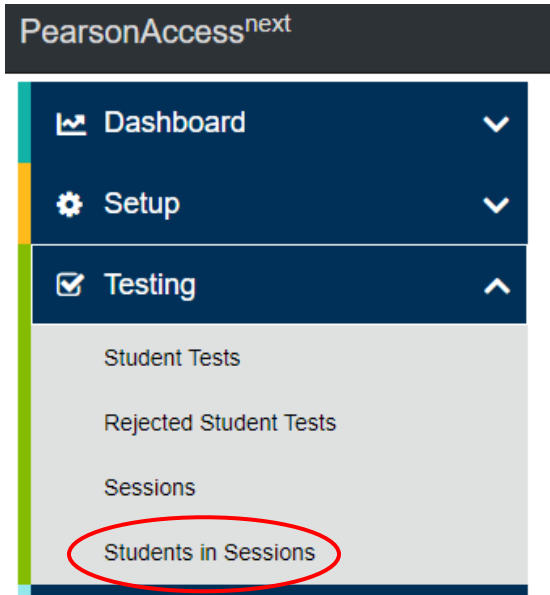 PearsonAccessnext
Dashboard
Setup
Testing
Student Tests
Rejected Student Tests
Sessions
Students in Sessions